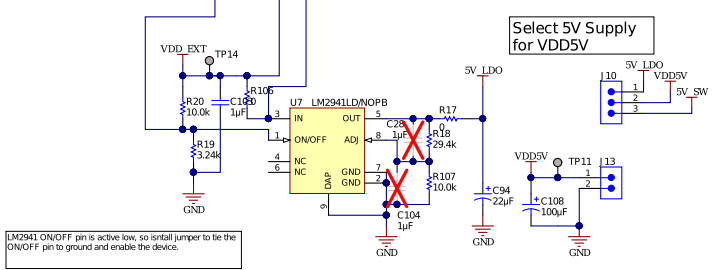 Select 5V Supply
for VDD5V
VDD_EXT
TP14
5V_LDO
5V_LDO
VDD5V
5V_SW
J10
1
2
3
R106
0
R20
10.0k
1µF
U7
LM2941LD/NOPB
3
IN
OUT
5
R17
0
1
ON/OFF
ADJ
8
C28
1µF
R18
29.4k
R19
3.24k
4
NC
6
NC
GND
7
GND
2
DAP
9
R107
10.0k
C104
1µF
C94
22µF
GND
GND
GND
VDD5V
TP11
J13
1
2
C108
100µF
GND
LM2941 ON/OFF pin is active low, so isntall jumper to tie the
ON/OFF pin to ground and enable the device.